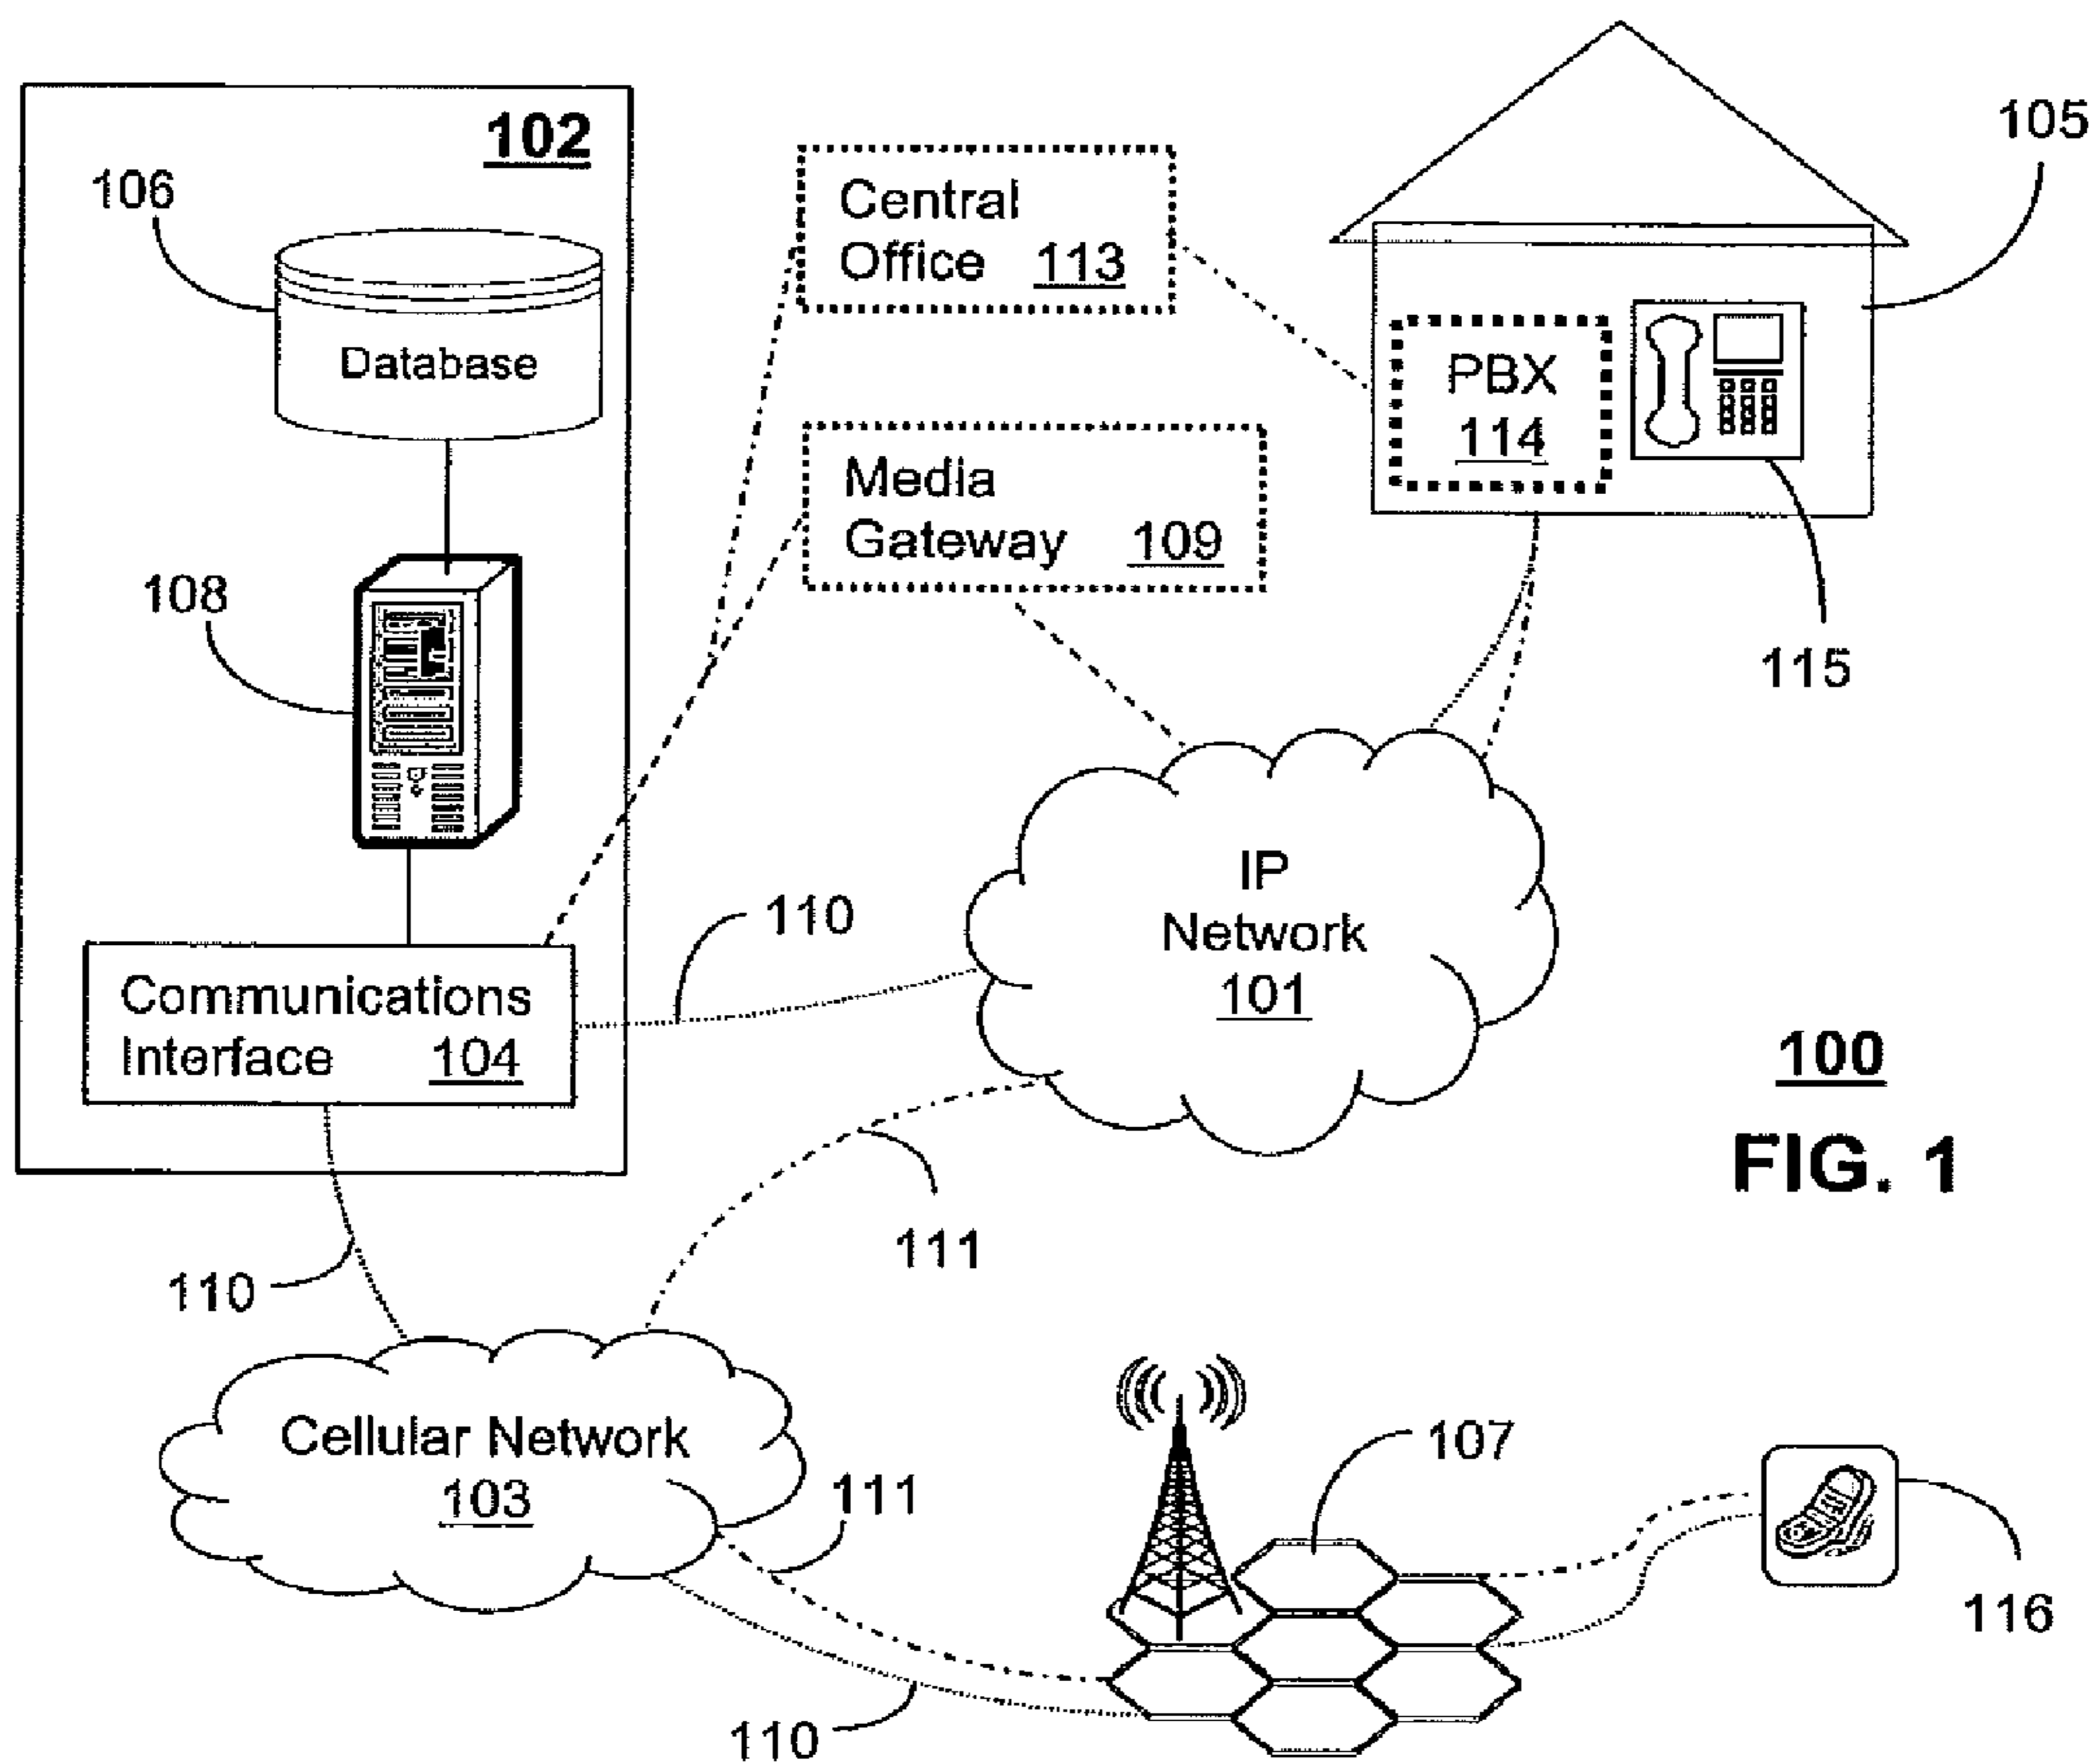 102
106
Database
108
Communications
Interface 104
Central
Office 113
Media
Gateway 109
105
PBX
114
115
110
IP
Network
101
100
FIG. 1
111
110
Cellular Network
103
111
107
116
110